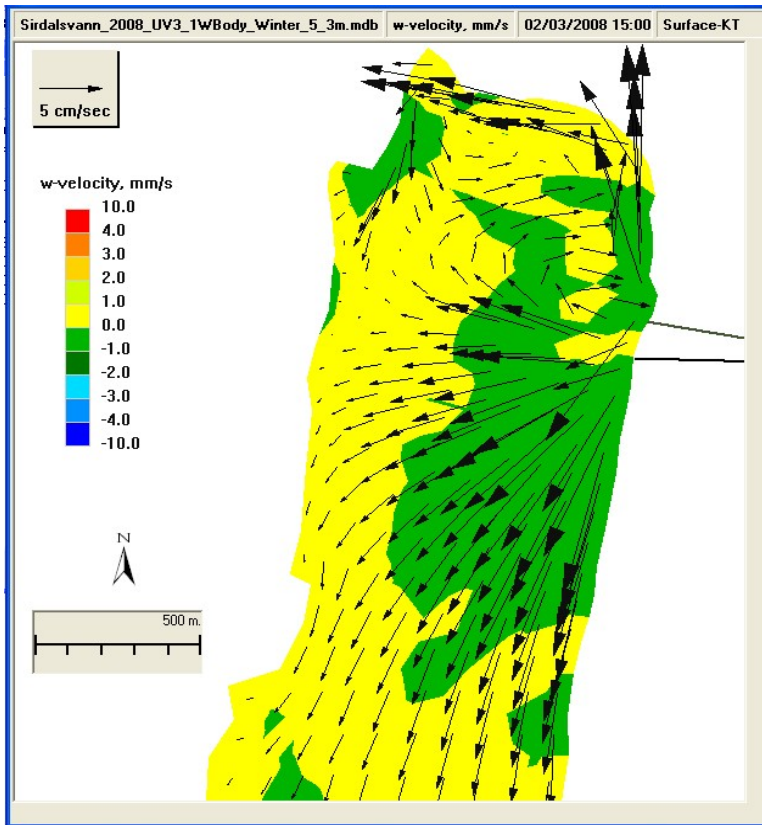 Sirdalsvann_2008_UV3_1WBody_Winter_5_3m.mdb w-velocity, mm/s 02/03/2008 15:00 Surface-KT
5 cm/sec
w-velocity, mm/s
10.0
4.0
3.0
2.0
1.0
0.0
-1.0
-2.0
-3.0
-4.0
-10.0
N
500 m.